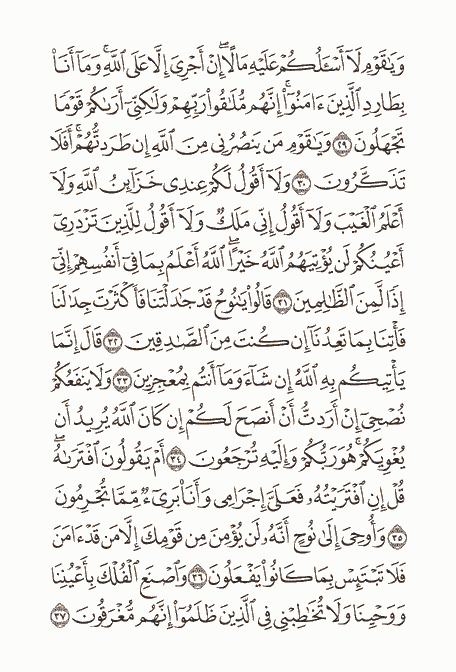 وَيَٰقَوْمِ لَآ أَسْـَٔلُكُمْ عَلَيْهِ مَالًا ۖ إِنْ أَجْرِىَ إِلَّا عَلَى ٱللَّهِ ۚ وَمَآ أَنَا۠
بِطَارِدِ ٱلَّذِينَ ءَامَنُوٓا۟ ۚ إِنَّهُم مُّلَٰقُوا۟ رَبِّهِمْ وَلَٰكِنِّىٓ أَرَىٰكُمْ قَوْمًا
تَجْهَلُونَ ٢٩ وَيَٰقَوْمِ مَن يَنصُرُنِى مِنَ ٱللَّهِ إِن طَرَدتُّهُمْ ۚ أَفَلَا
تَذَكَّرُونَ ٣٠ وَلَآ أَقُولُ لَكُمْ عِندِى خَزَآئِنُ ٱللَّهِ وَلَآ
أَعْلَمُ ٱلْغَيْبَ وَلَآ أَقُولُ إِنِّى مَلَكٌ وَلَآ أَقُولُ لِلَّذِينَ تَزْدَرِىٓ
أَعْيُنُكُمْ لَن يُؤْتِيَهُمُ ٱللَّهُ خَيْرًا ۖ ٱللَّهُ أَعْلَمُ بِمَا فِىٓ أَنفُسِهِمْ ۖ إِنِّىٓ
إِذًا لَّمِنَ ٱلظَّٰلِمِينَ ٣١ قَالُوا۟ يَٰنُوحُ قَدْ جَٰدَلْتَنَا فَأَكْثَرْتَ جِدَٰلَنَا
فَأْتِنَا بِمَا تَعِدُنَآ إِن كُنتَ مِنَ ٱلصَّٰدِقِينَ ٣٢ قَالَ إِنَّمَا
يَأْتِيكُم بِهِ ٱللَّهُ إِن شَآءَ وَمَآ أَنتُم بِمُعْجِزِينَ ٣٣ وَلَا يَنفَعُكُمْ
نُصْحِىٓ إِنْ أَرَدتُّ أَنْ أَنصَحَ لَكُمْ إِن كَانَ ٱللَّهُ يُرِيدُ أَن
يُغْوِيَكُمْ ۚ هُوَ رَبُّكُمْ وَإِلَيْهِ تُرْجَعُونَ ٣٤ أَمْ يَقُولُونَ ٱفْتَرَىٰهُ ۖ
قُلْ إِنِ ٱفْتَرَيْتُهُۥ فَعَلَىَّ إِجْرَامِى وَأَنَا۠ بَرِىٓءٌ مِّمَّا تُجْرِمُونَ
٣٥ وَأُوحِىَ إِلَىٰ نُوحٍ أَنَّهُۥ لَن يُؤْمِنَ مِن قَوْمِكَ إِلَّا مَن قَدْ ءَامَنَ
فَلَا تَبْتَئِسْ بِمَا كَانُوا۟ يَفْعَلُونَ ٣٦ وَٱصْنَعِ ٱلْفُلْكَ بِأَعْيُنِنَا
وَوَحْيِنَا وَلَا تُخَٰطِبْنِى فِى ٱلَّذِينَ ظَلَمُوٓا۟ ۚ إِنَّهُم مُّغْرَقُونَ ٣٧